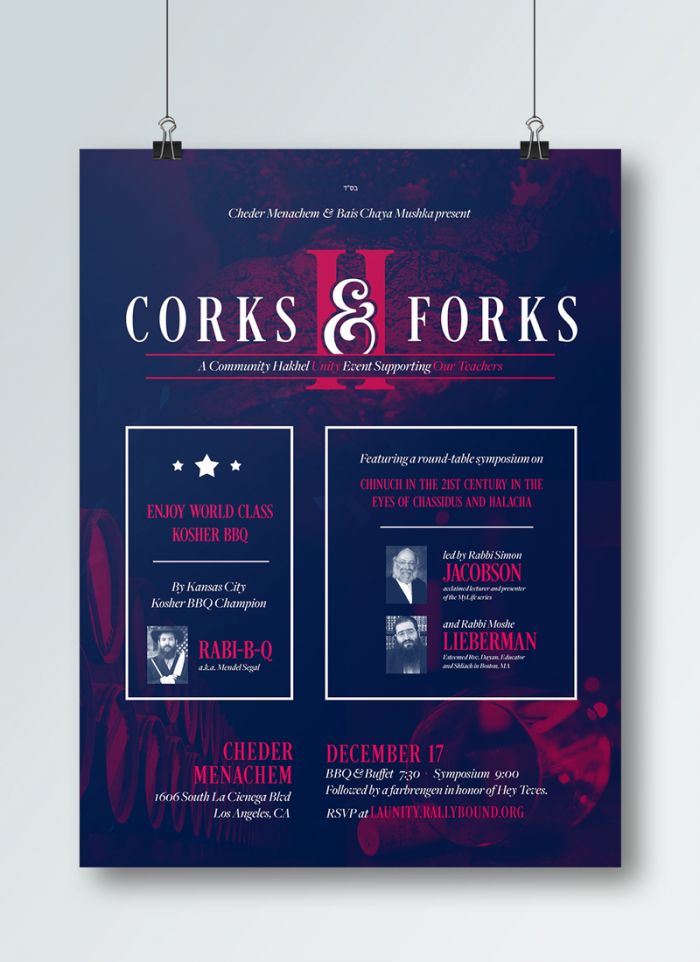 בס"ד
Cheder Menachem & Bais Chaya Mushka present
II
CORKS & FORKS
A Community Hakhel Unity Event Supporting Our Teachers
ENJOY WORLD CLASS
KOSHER BBQ
By Kansas City
Kosher BBQ Champion
RABI-B-Q
a.k.a. Mendel Segal
Featuring a round-table symposium on
CHINUCH IN THE 21ST CENTURY IN THE
EYES OF CHASSIDUS AND HALACHA
led by Rabbi Simon
JACOBSON
acclaimed lecturer and presenter
of the MyLife series
and Rabbi Moshe
LIEBERMAN
Esteemed Rov, Dayan, Educator
and Shliach in Boston, MA
CHEDER
MENACHEM
1606 South La Cienega Blvd
Los Angeles, CA
DECEMBER 17
BBQ & Buffet 7:30 · Symposium 9:00
Followed by a farbrengen in honor of Hey Teves.
RSVP at LAUNITY.RALLYBOUND.ORG